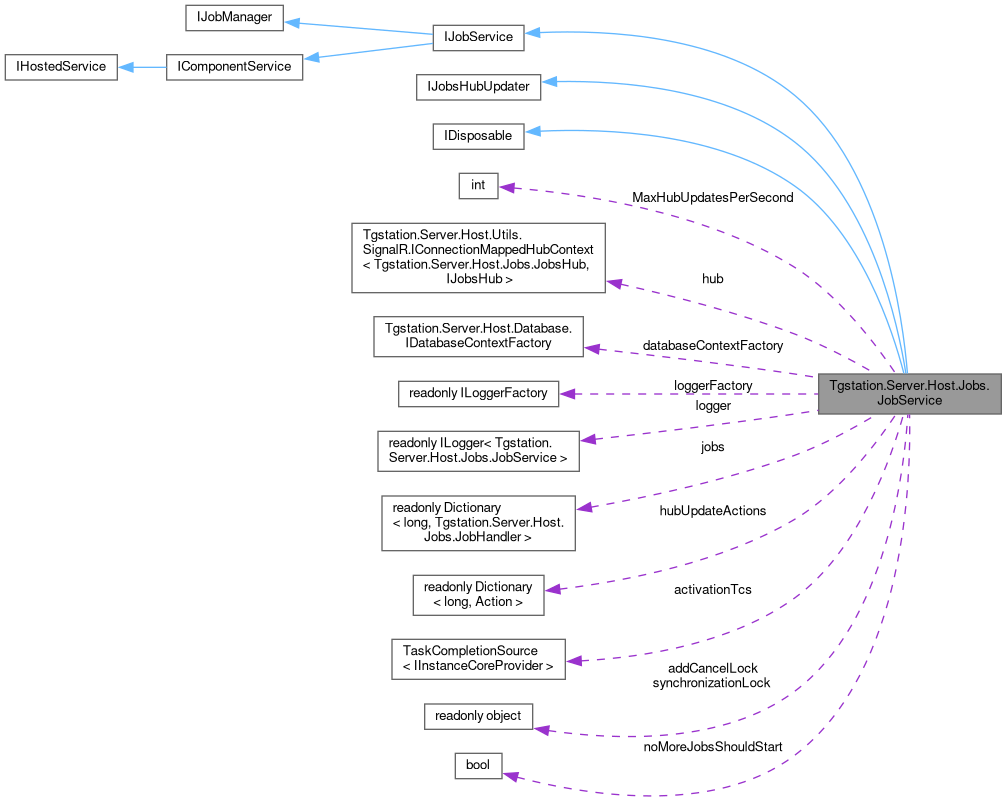 IJobManager
IJobService
IHostedService
IComponentService
IJobsHubUpdater
IDisposable
int
MaxHubUpdatesPerSecond
Tgstation.Server.Host.Utils.
SignalR.IConnectionMappedHubContext
< Tgstation.Server.Host.Jobs.JobsHub,
IJobsHub >
hub
Tgstation.Server.Host.Database.
IDatabaseContextFactory
databaseContextFactory
readonly ILoggerFactory
loggerFactory
Tgstation.Server.Host.Jobs.
JobService
logger
readonly ILogger< Tgstation.
Server.Host.Jobs.JobService >
jobs
readonly Dictionary
< long, Tgstation.Server.Host.
Jobs.JobHandler >
hubUpdateActions
readonly Dictionary
< long, Action >
activationTcs
TaskCompletionSource
< IInstanceCoreProvider >
addCancelLock
synchronizationLock
readonly object
noMoreJobsShouldStart
bool